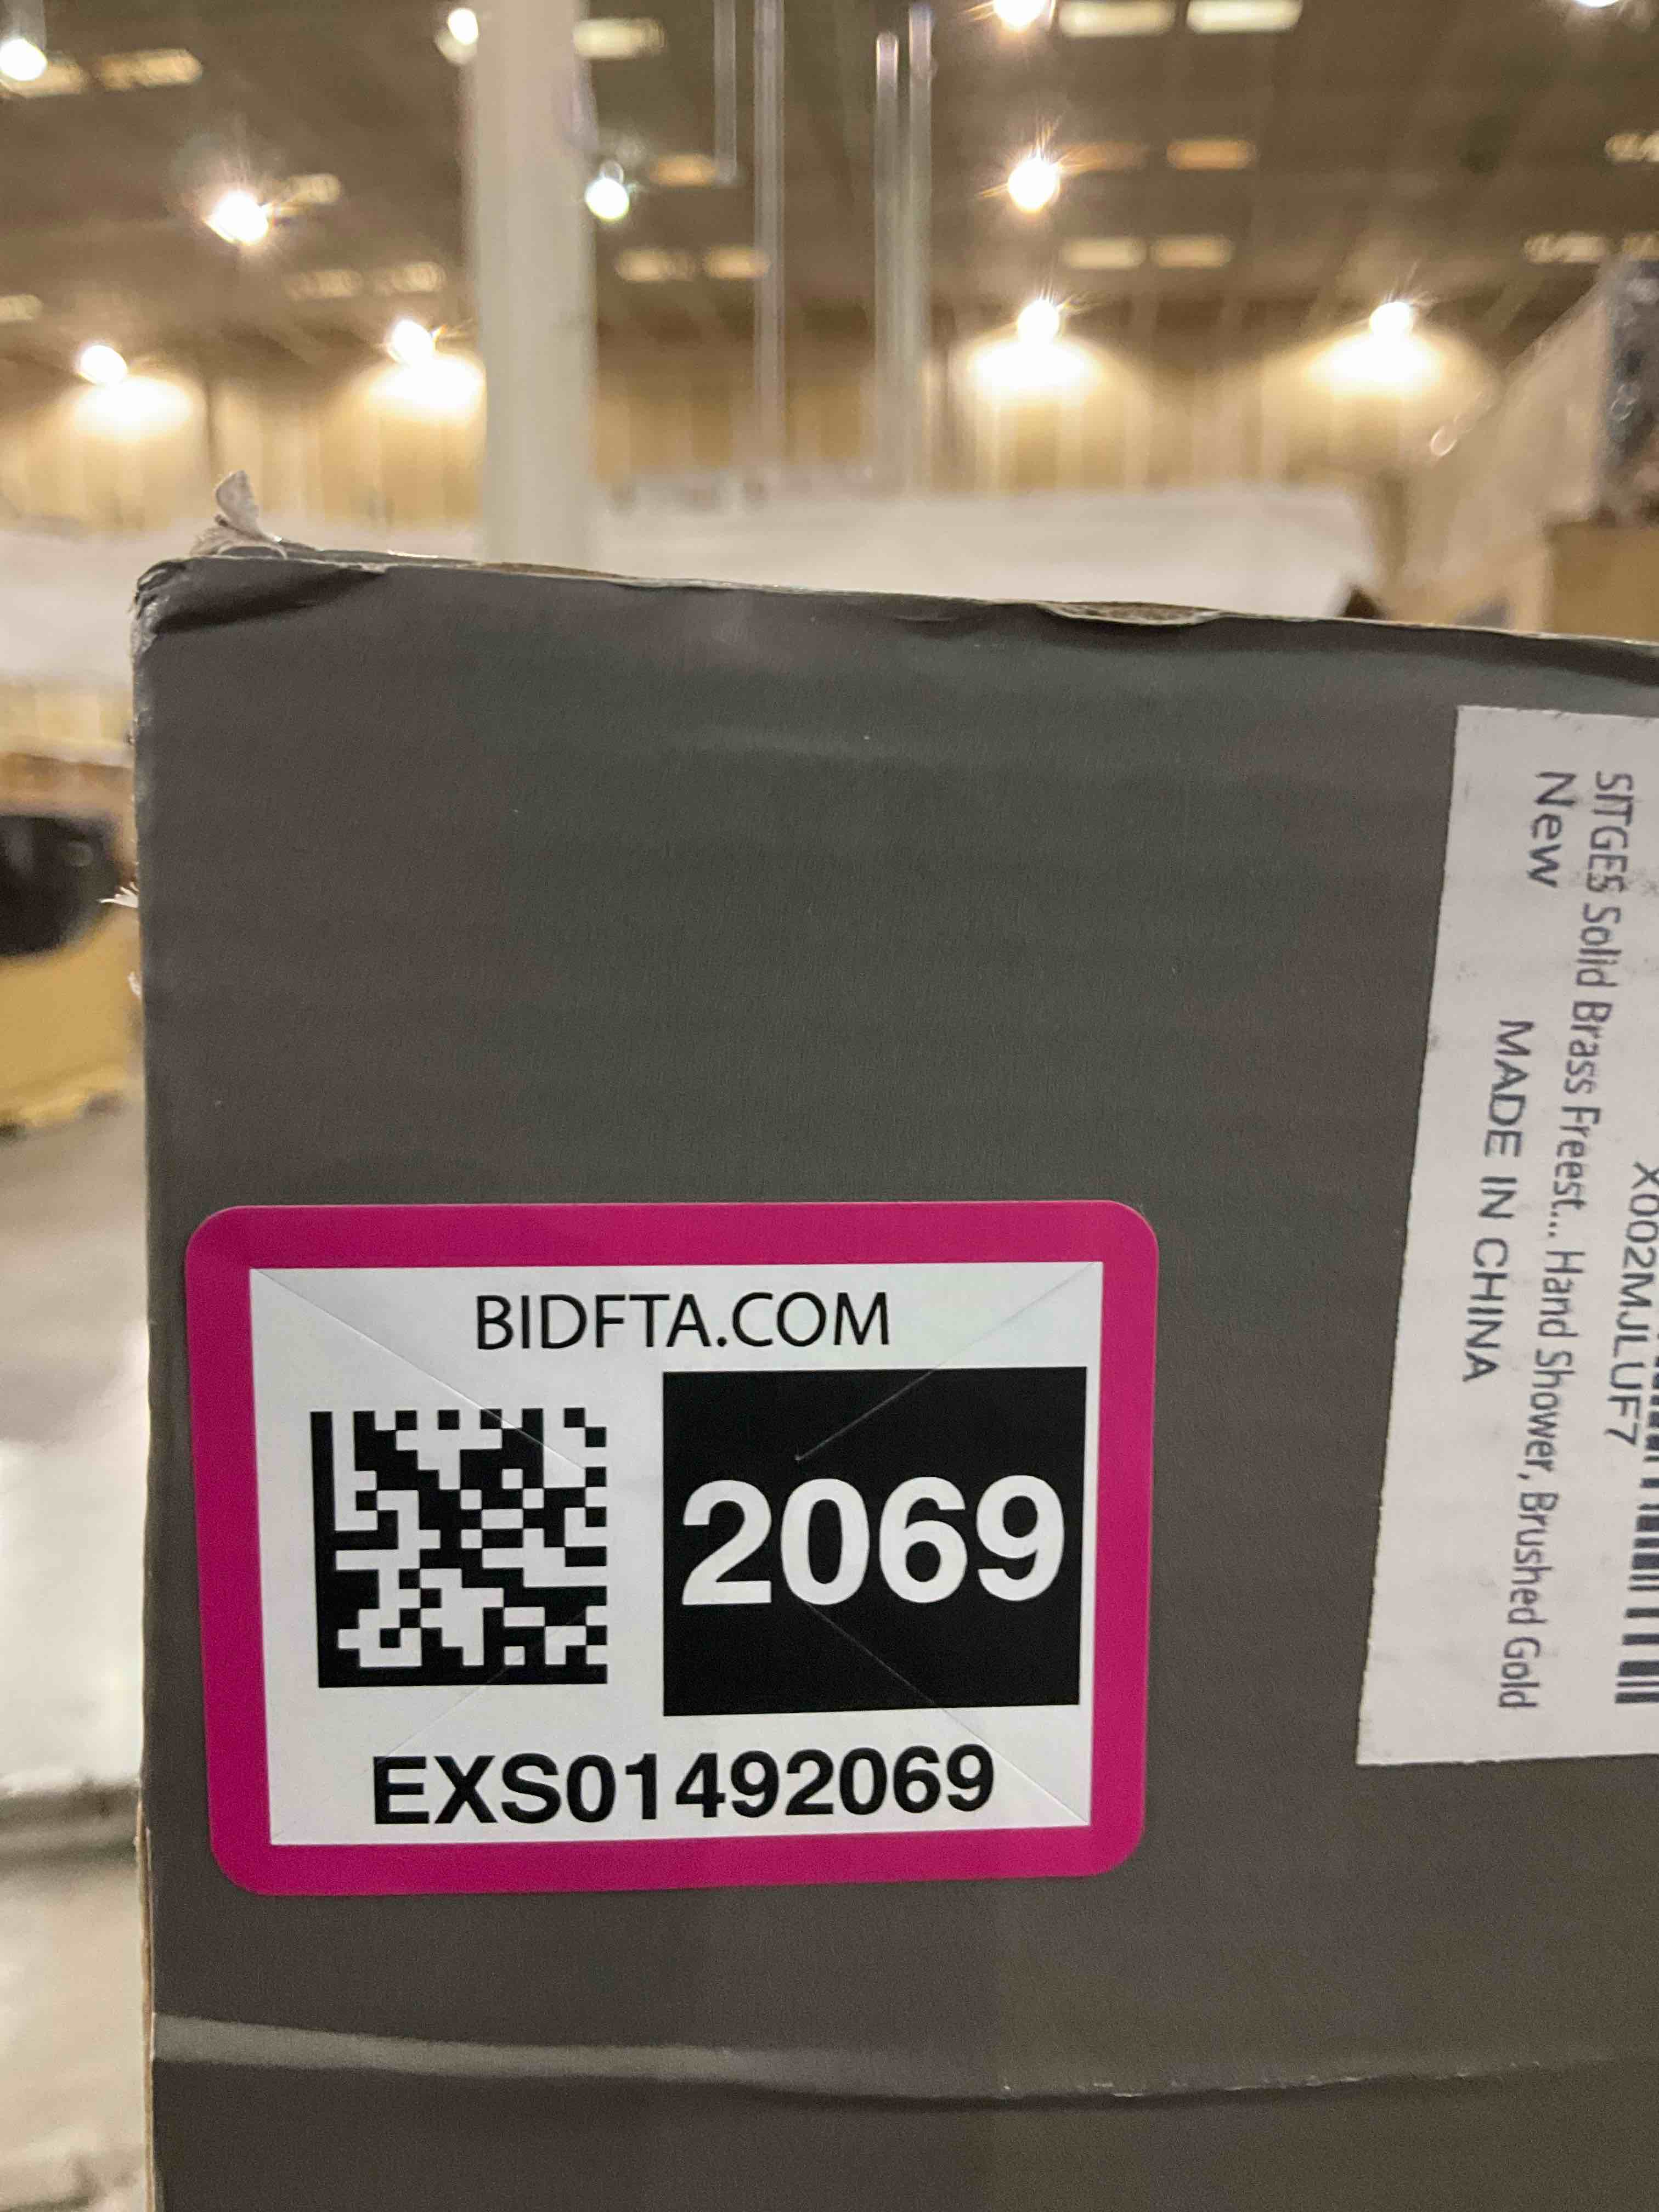 BIDFTA.COM
2069
EXS01492069
X002MJLUF7
SITGES Solid Brass Freest... Hand Shower, Brushed Gold
New
MADE IN CHINA